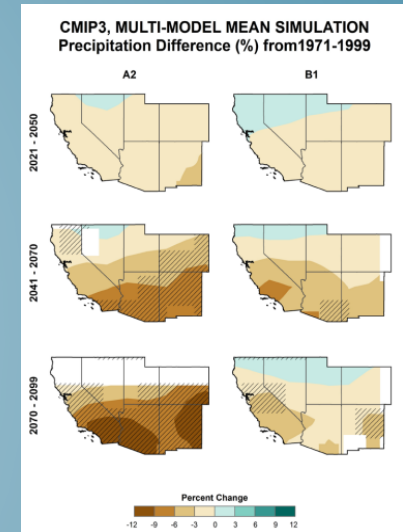 CMIP3, MULTI-MODEL MEAN SIMULATION
Precipitation Difference (%) from1971-1999
A2 B1
2021 - 2050
2041 - 2070
2070 - 2099
Percent Change
-12 -9 -6 -3 0 3 6 9 12